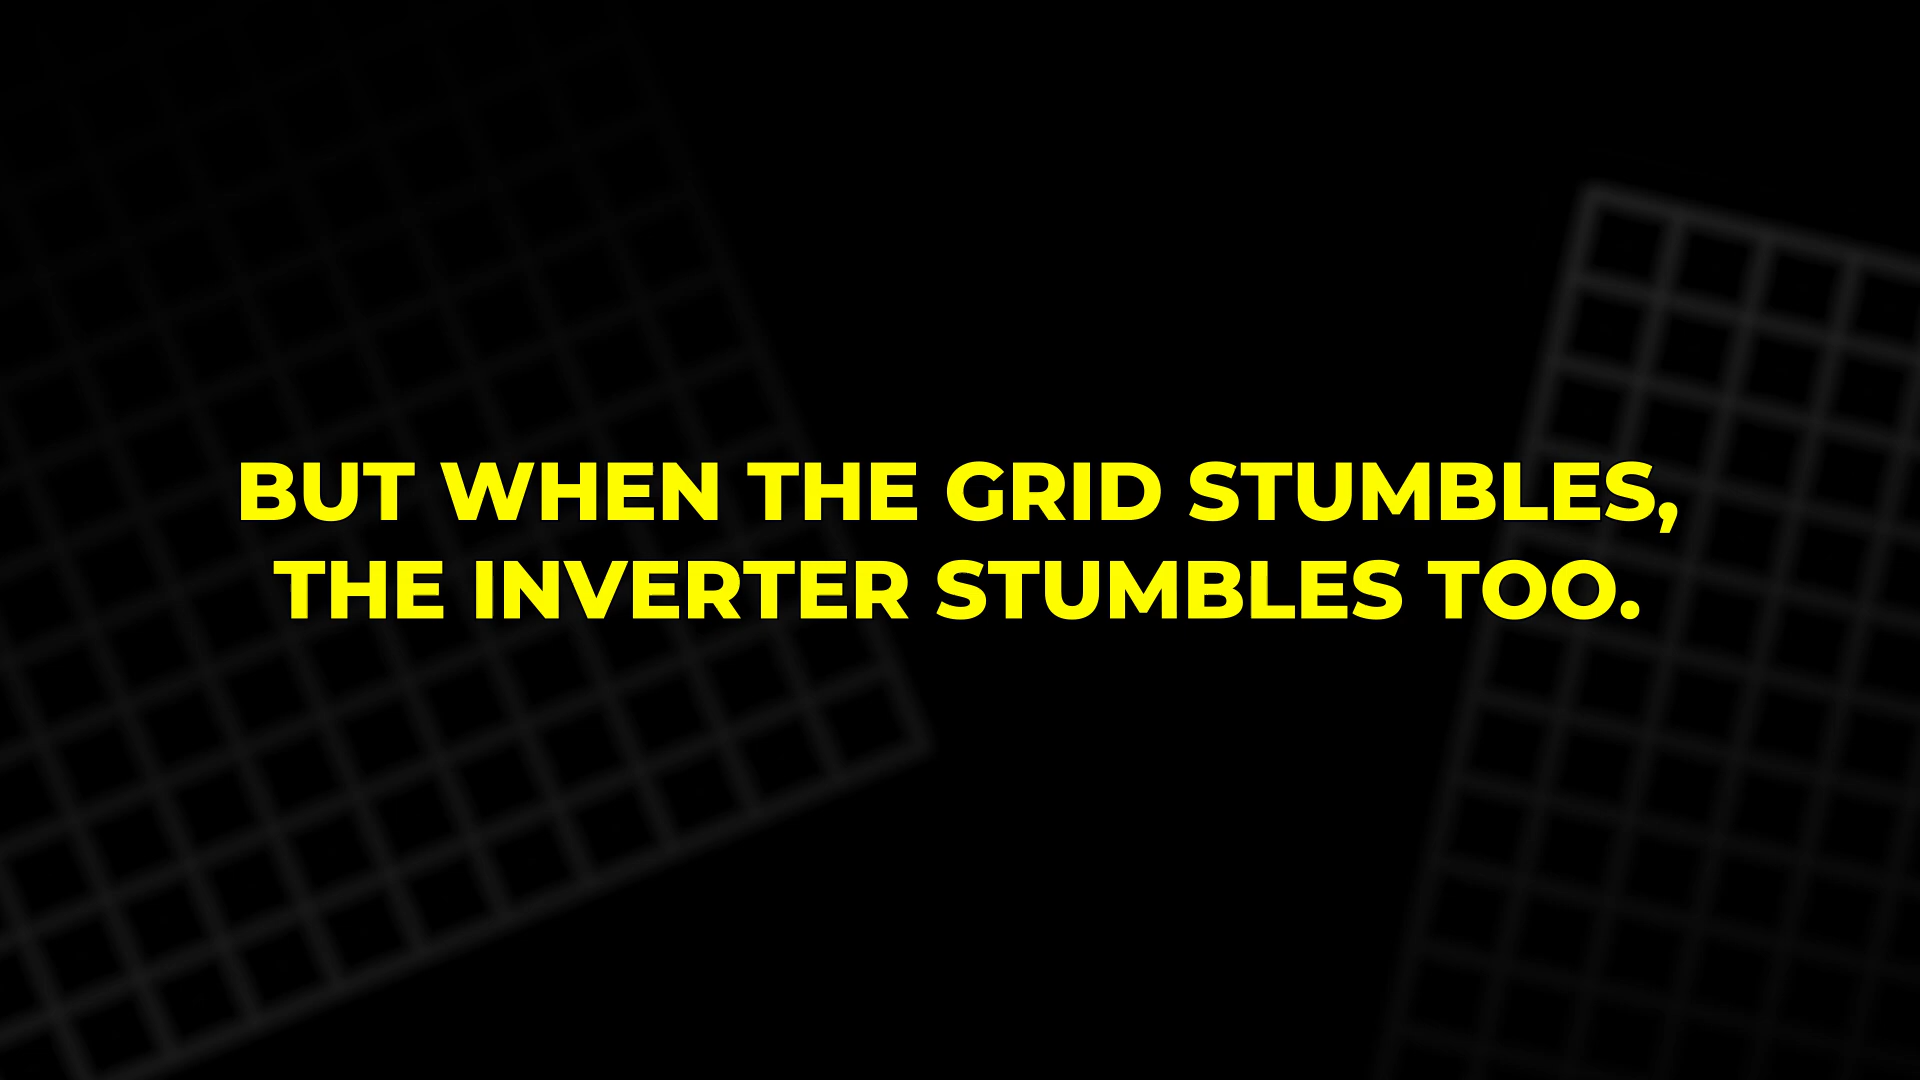 BUT WHEN THE GRID STUMBLES,
THE INVERTER STUMBLES TOO.